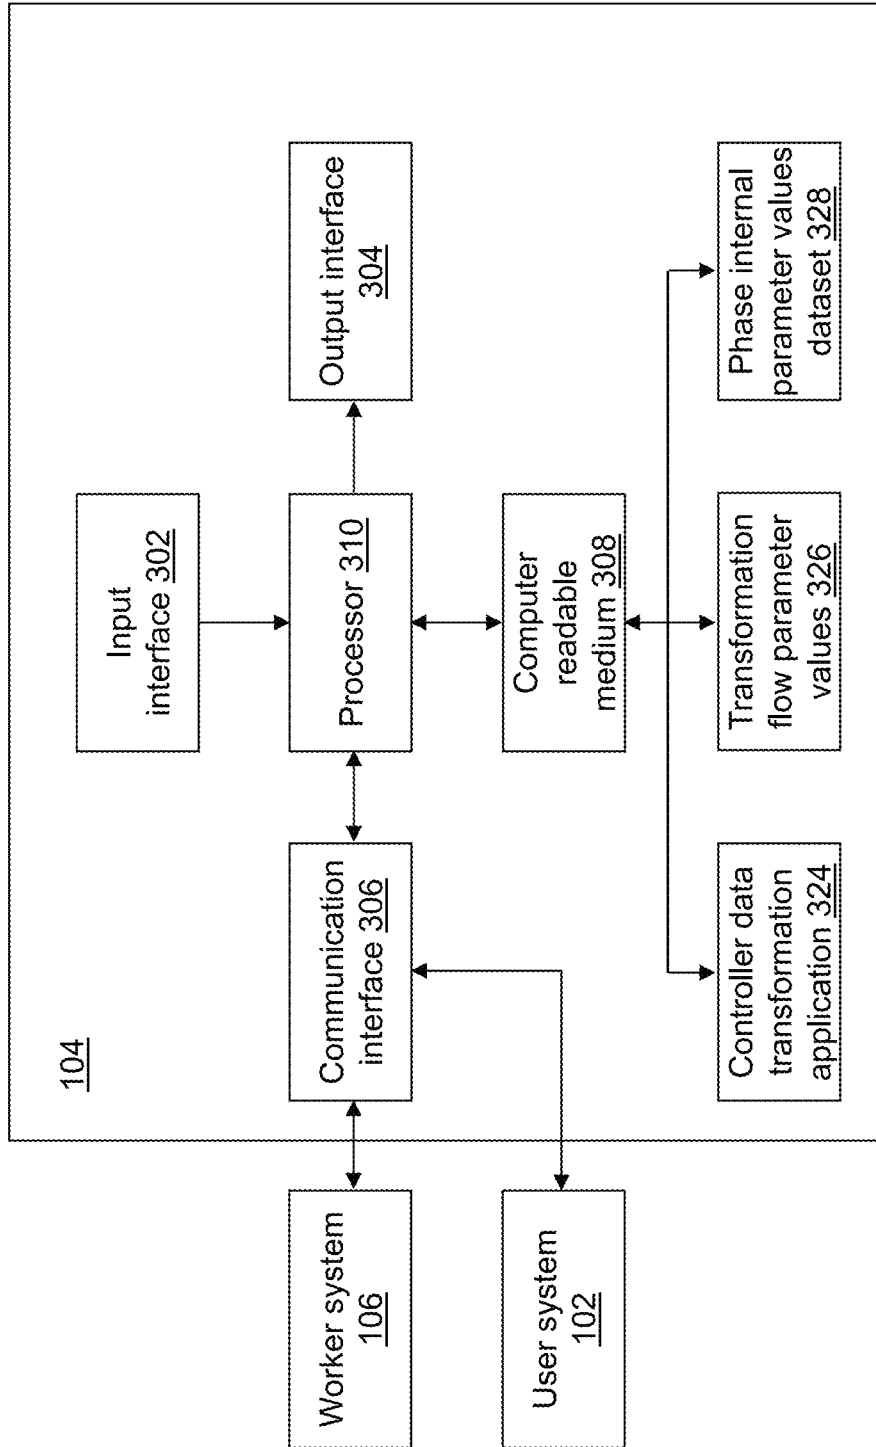 104
Input
interface 302
Worker system
106
Communication
interface 306
Processor 310
Output interface
304
User system
102
Computer
readable
medium 308
Controller data
transformation
application 324
Transformation
flow parameter
values 326
Phase internal
parameter values
dataset 328